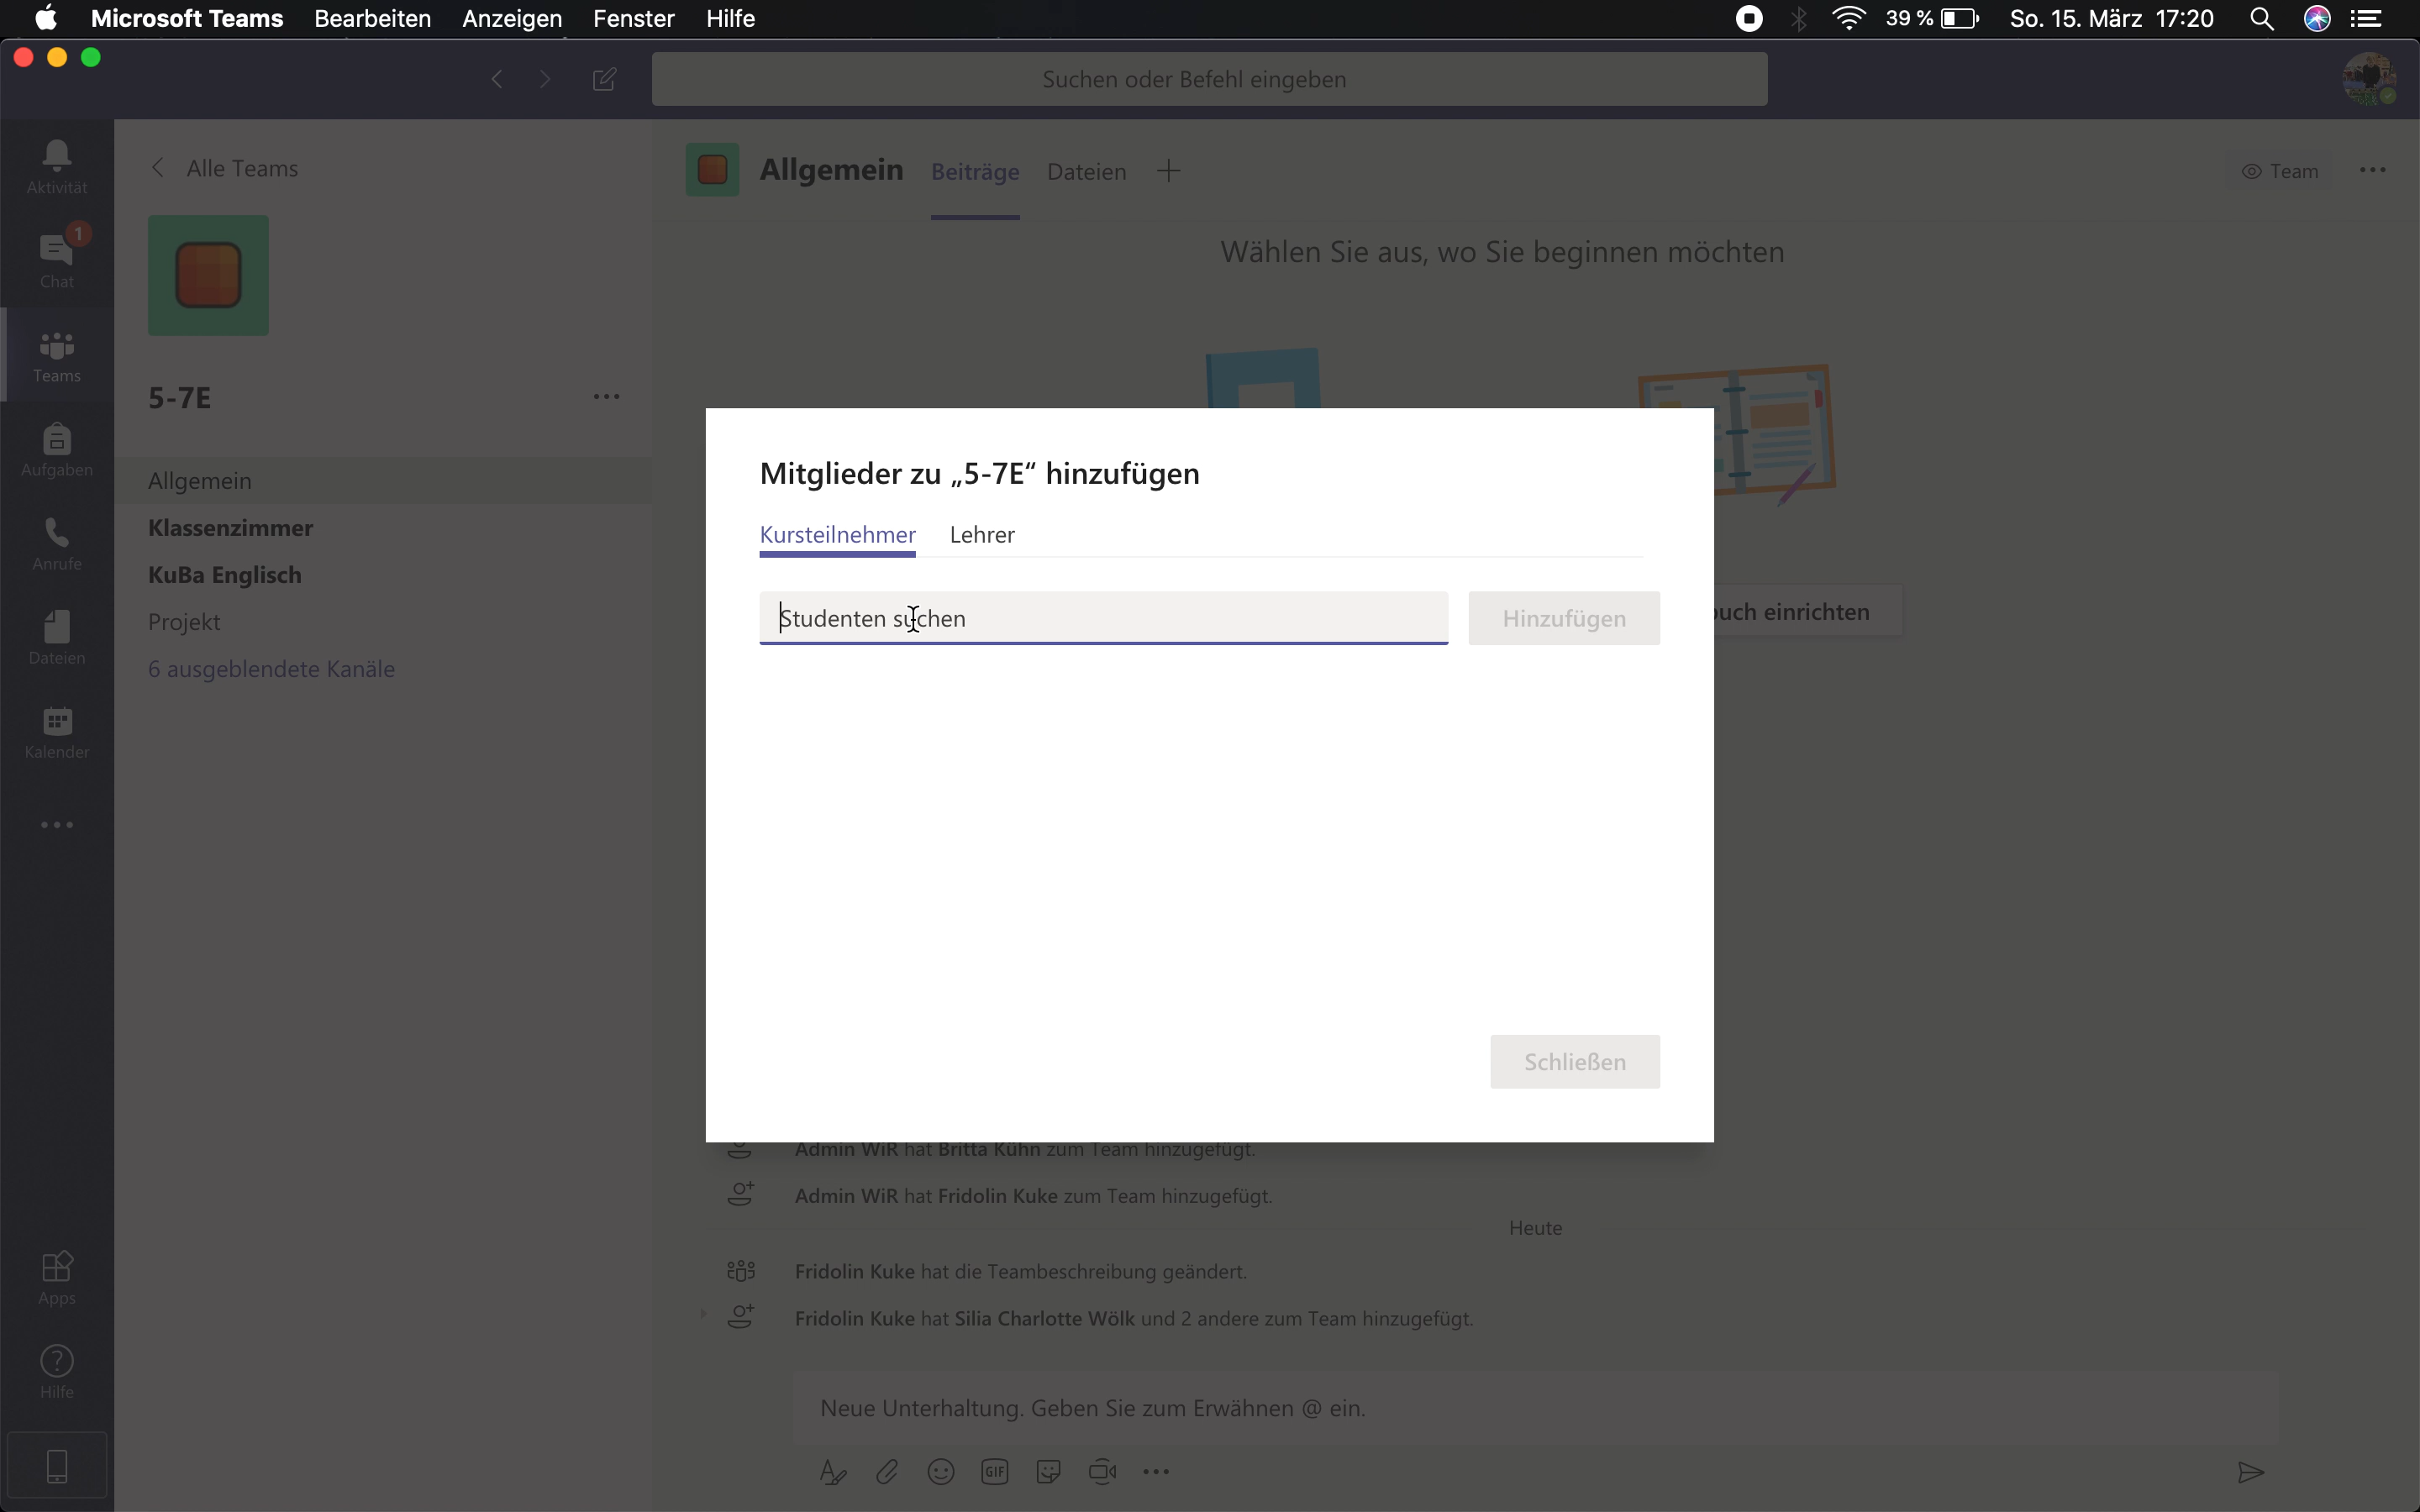 Microsoft Teams Bearbeiten Anzeigen Fenster Hilfe
39 % So. 15. März 17:20
Suchen oder Befehl eingeben
Aktivität
1
Chat
Teams
Aufgaben
Anrufe
Dateien
Kalender
Apps
Hilfe
Alle Teams
5-7E
Allgemein
Klassenzimmer
KuBa Englisch
Projekt
6 ausgeblendete Kanäle
Allgemein Beiträge Dateien
Team
Wählen Sie aus, wo Sie beginnen möchten
Mitglieder zu „5-7E“ hinzufügen
Kursteilnehmer Lehrer
Studenten suchen
Hinzufügen
einrichten
Schließen
Admin WiR hat Britta Kühn zum Team hinzugefügt.
Admin WiR hat Fridolin Kuke zum Team hinzugefügt.
Heute
Fridolin Kuke hat die Teambeschreibung geändert.
Fridolin Kuke hat Silia Charlotte Wölk und 2 andere zum Team hinzugefügt.
Neue Unterhaltung. Geben Sie zum Erwähnen @ ein.
GIF